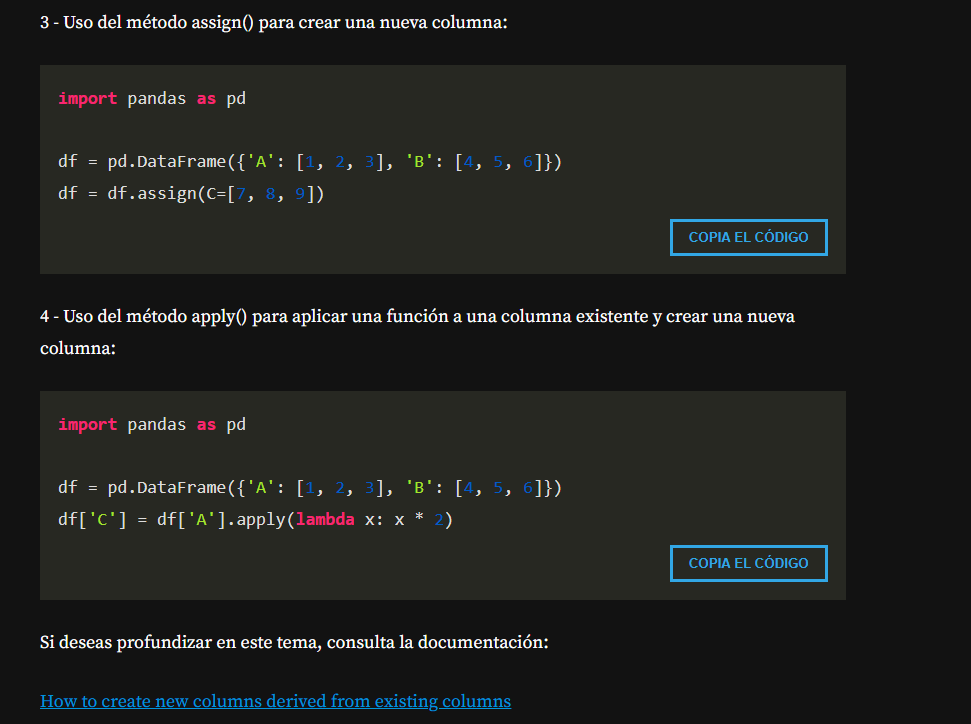 3 - Uso del método assign() para crear una nueva columna:
import pandas as pd
df = pd.DataFrame({'A': [1, 2, 3], 'B': [4, 5, 6]})
df = df.assign(C=[7, 8, 9])
COPIA EL CÓDIGO
4 - Uso del método apply() para aplicar una función a una columna existente y crear una nueva
columna:
import pandas as pd
df = pd.DataFrame({'A': [1, 2, 3], 'B': [4, 5, 6]})
df['C'] = df['A'].apply(lambda x: x * 2)
COPIA EL CÓDIGO
Si deseas profundizar en este tema, consulta la documentación:
How to create new columns derived from existing columns